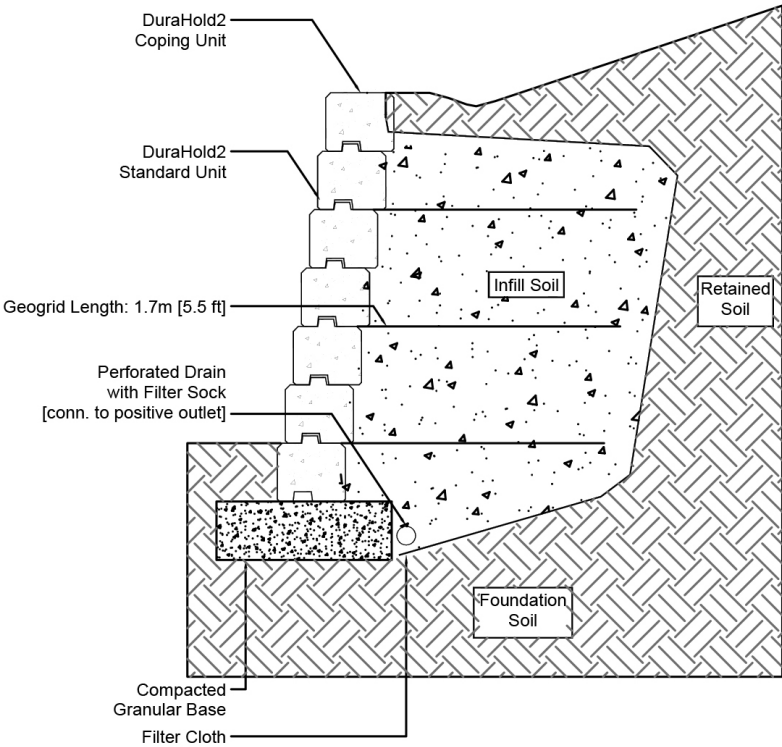 DuraHold2
Coping Unit
DuraHold2
Standard Unit
Infill Soil
Retained
Soil
Geogrid Length: 1.7m [5.5 ft]
Perforated Drain
with Filter Sock
[conn. to positive outlet]
Foundation
Soil
Compacted
Granular Base
Filter Cloth